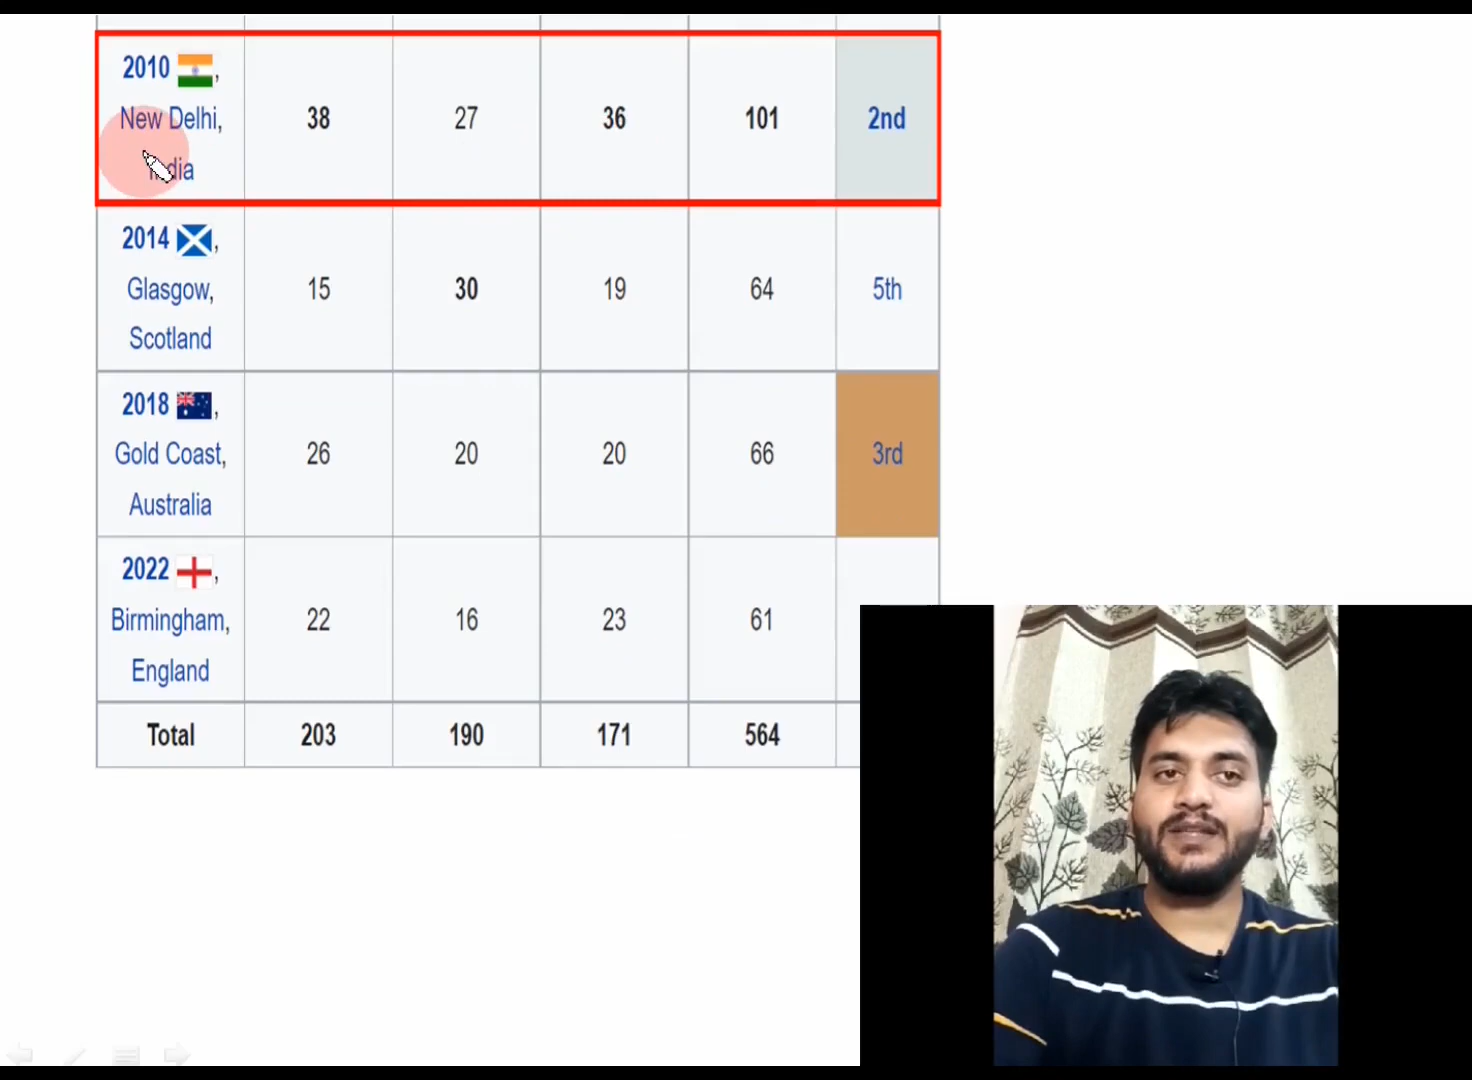 2010 ,
New Delhi,
India
38 27 36 101 2nd
2014 ,
Glasgow,
Scotland
15 30 19 64 5th
2018 ,
Gold Coast,
Australia
26 20 20 66 3rd
2022 ,
Birmingham,
England
22 16 23 61
Total 203 190 171 564